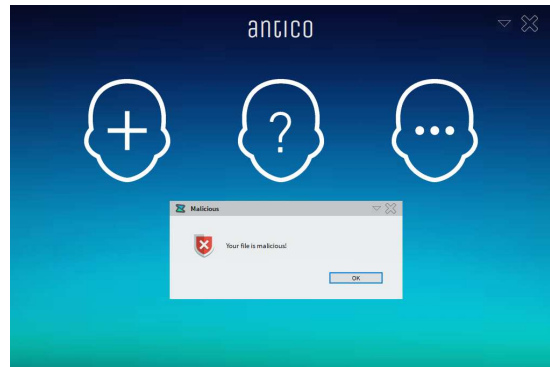 antico
+ ? •••
Malicious
Your file is malicious!
OK